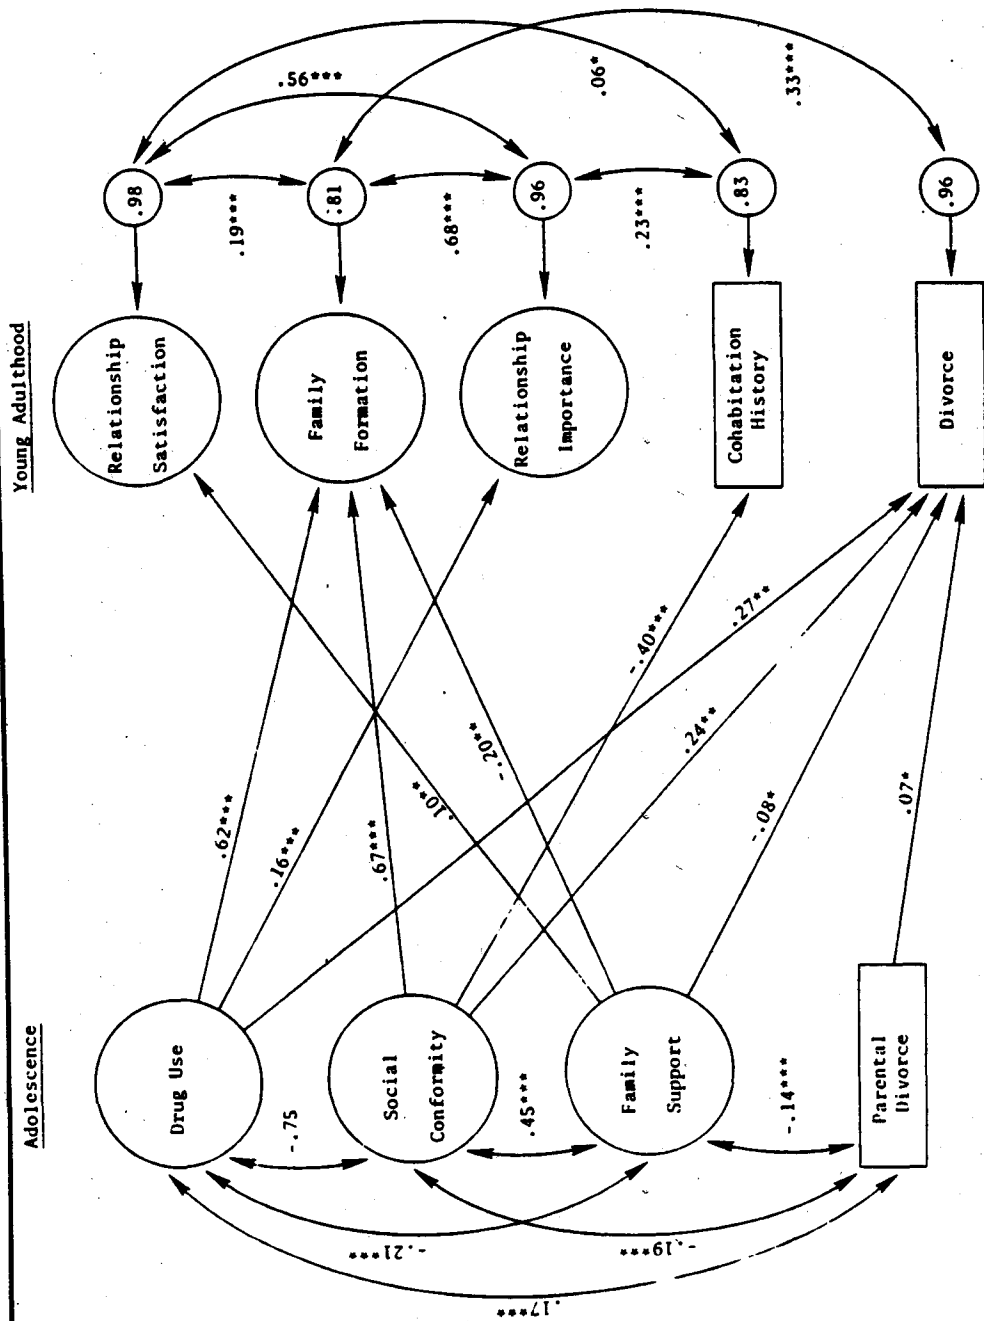 Adolescence
Young Adulthood
Drug Use
Social
Conformity
Family
Support
Parental
Divorce
-.75
.45***
-.14***
-.21***
-.19***
.17***
.62***
.16***
.67***
.10**
-.20**
-.40***
.27**
.24**
-.08*
.07*
Relationship
Satisfaction
Family
Formation
Relationship
Importance
Cohabitation
History
Divorce
.98
.81
.96
.83
.96
.19***
.68***
.23***
.56***
.06*
.33***